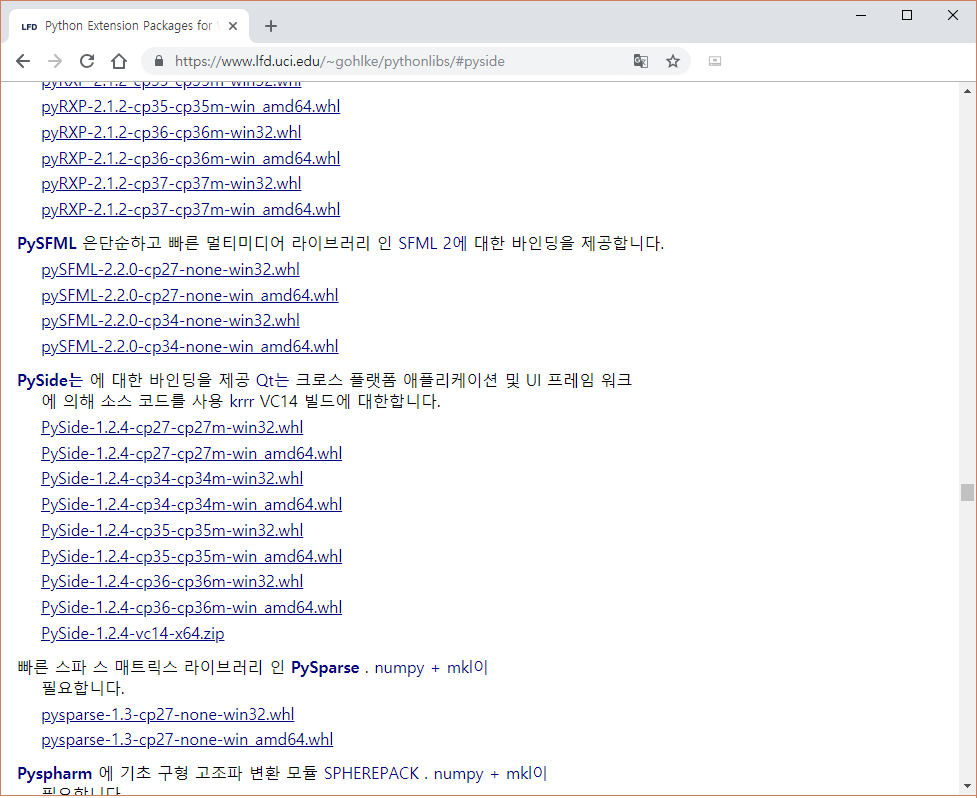 LFD Python Extension Packages for
https://www.lfd.uci.edu/~gohlke/pythonlibs/#pyside
pyRXP-2.1.2-cp35-cp35m-win32.whl
pyRXP-2.1.2-cp35-cp35m-win_amd64.whl
pyRXP-2.1.2-cp36-cp36m-win32.whl
pyRXP-2.1.2-cp36-cp36m-win_amd64.whl
pyRXP-2.1.2-cp37-cp37m-win32.whl
pyRXP-2.1.2-cp37-cp37m-win_amd64.whl
PySFML 은단순하고 빠른 멀티미디어 라이브러리 인 SFML 2에 대한 바인딩을 제공합니다.
pySFML-2.2.0-cp27-none-win32.whl
pySFML-2.2.0-cp27-none-win_amd64.whl
pySFML-2.2.0-cp34-none-win32.whl
pySFML-2.2.0-cp34-none-win_amd64.whl
PySide는 에 대한 바인딩을 제공 Qt는 크로스 플랫폼 애플리케이션 및 UI 프레임 워크
에 의해 소스 코드를 사용 krrr VC14 빌드에 대한합니다.
PySide-1.2.4-cp27-cp27m-win32.whl
PySide-1.2.4-cp27-cp27m-win_amd64.whl
PySide-1.2.4-cp34-cp34m-win32.whl
PySide-1.2.4-cp34-cp34m-win_amd64.whl
PySide-1.2.4-cp35-cp35m-win32.whl
PySide-1.2.4-cp35-cp35m-win_amd64.whl
PySide-1.2.4-cp36-cp36m-win32.whl
PySide-1.2.4-cp36-cp36m-win_amd64.whl
PySide-1.2.4-vc14-x64.zip
빠른 스파 스 매트릭스 라이브러리 인 PySparse . numpy + mkl이
필요합니다.
pysparse-1.3-cp27-none-win32.whl
pysparse-1.3-cp27-none-win_amd64.whl
Pyspharm 에 기초 구형 고조파 변환 모듈 SPHEREPACK . numpy + mkl이
필요합니다.